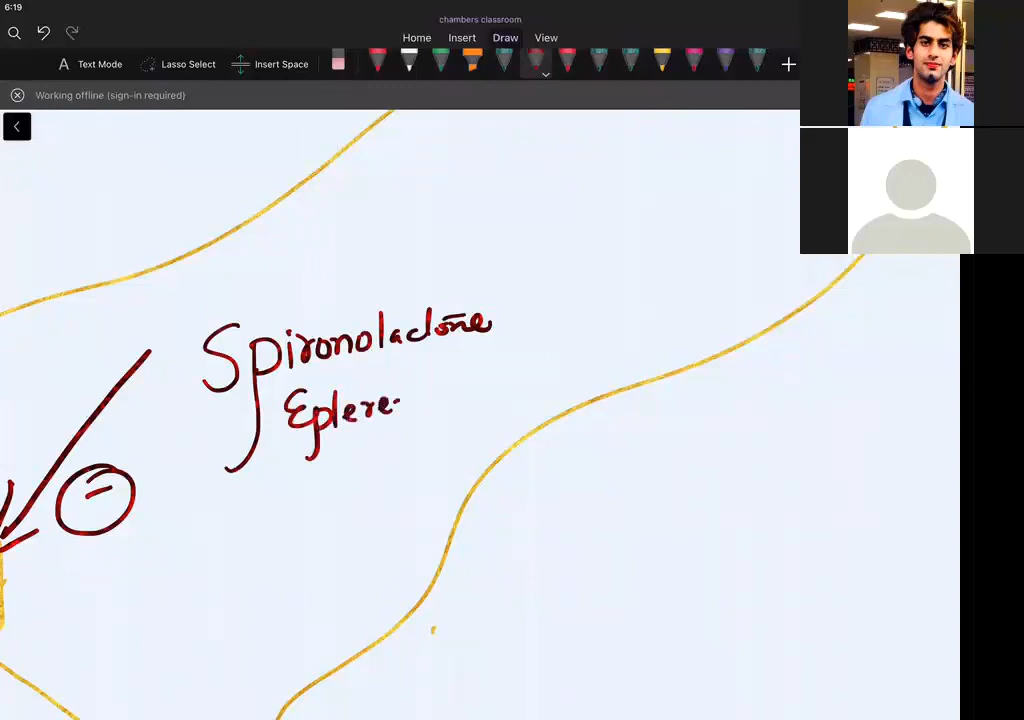 6:19
chambers classroom
Home Insert Draw View
A Text Mode Lasso Select Insert Space
Working offline (sign-in required)
Spironolactone
Eplere